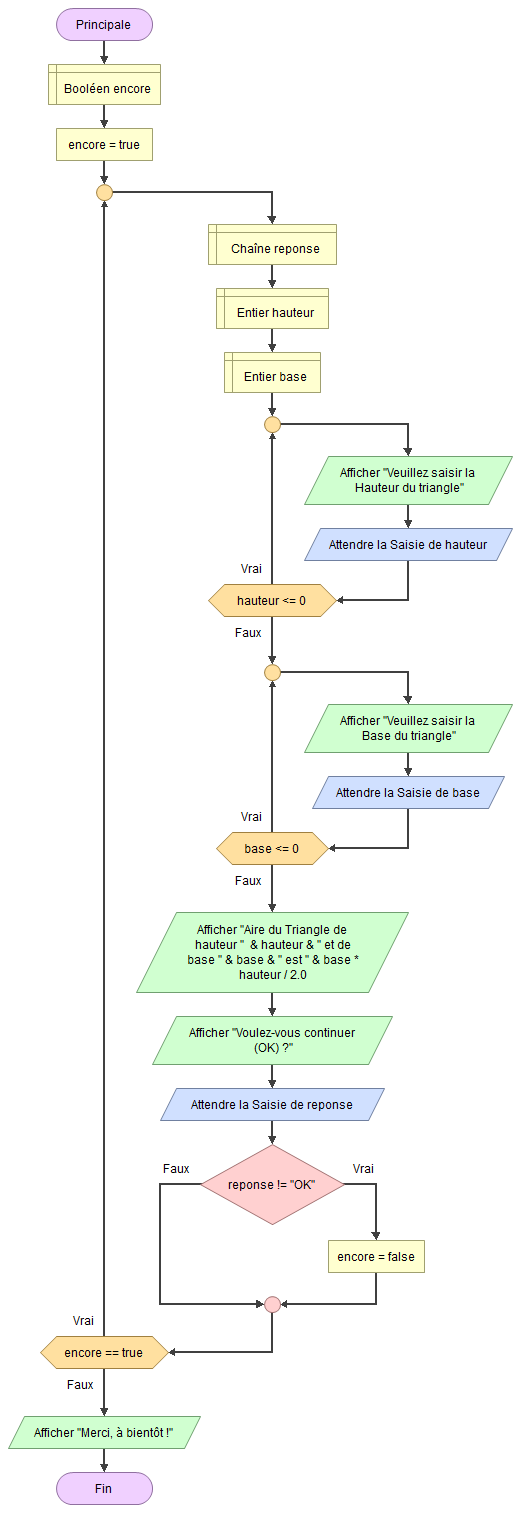 Principale
Booléen encore
encore = true
Chaîne reponse
Entier hauteur
Entier base
Afficher "Veuillez saisir la
Hauteur du triangle"
Attendre la Saisie de hauteur
Vrai
hauteur <= 0
Faux
Afficher "Veuillez saisir la
Base du triangle"
Attendre la Saisie de base
Vrai
base <= 0
Faux
Afficher "Aire du Triangle de
hauteur "  & hauteur & " et de
base " & base & " est " & base *
hauteur / 2.0
Afficher "Voulez-vous continuer
(OK) ?"
Attendre la Saisie de reponse
Faux
Vrai
reponse != "OK"
encore = false
Vrai
encore == true
Faux
Afficher "Merci, à bientôt !"
Fin